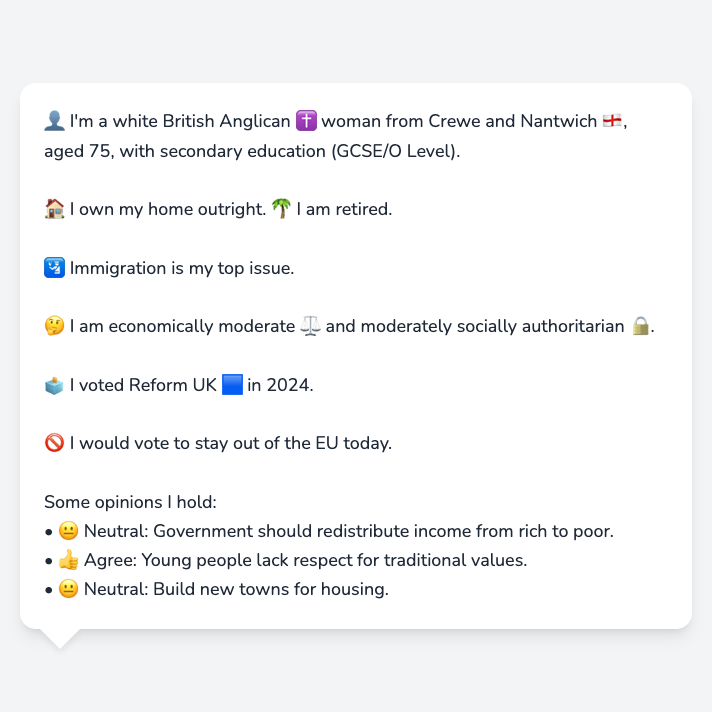 👤 I'm a white British Anglican ✝️ woman from Crewe and Nantwich 🏴󠁧󠁢󠁥󠁮󠁧󠁿,
aged 75, with secondary education (GCSE/O Level).
🏠 I own my home outright. 🌴 I am retired.
🛂 Immigration is my top issue.
🤔 I am economically moderate ⚖️ and moderately socially authoritarian 🔒.
🗳️ I voted Reform UK 🟦 in 2024.
🚫 I would vote to stay out of the EU today.
Some opinions I hold:
• 😐 Neutral: Government should redistribute income from rich to poor.
• 👍 Agree: Young people lack respect for traditional values.
• 😐 Neutral: Build new towns for housing.